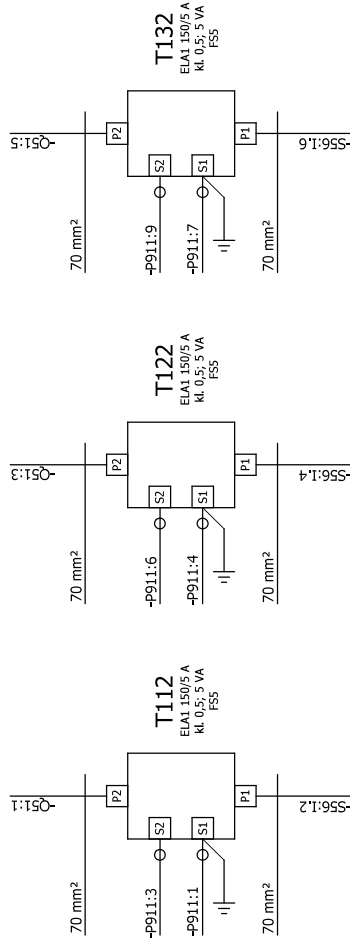 -Q51:5
70 mm²
P2
T132
ELA1 150/5 A
kl. 0,5; 5 VA
FS5
-P911:9
S2
-P911:7
S1
P1
70 mm²
-S56:1.6
-Q51:3
70 mm²
P2
T122
ELA1 150/5 A
kl. 0,5; 5 VA
FS5
-P911:6
S2
-P911:4
S1
P1
70 mm²
-S56:1.4
-Q51:1
70 mm²
P2
T112
ELA1 150/5 A
kl. 0,5; 5 VA
FS5
-P911:3
S2
-P911:1
S1
P1
70 mm²
-S56:1.2